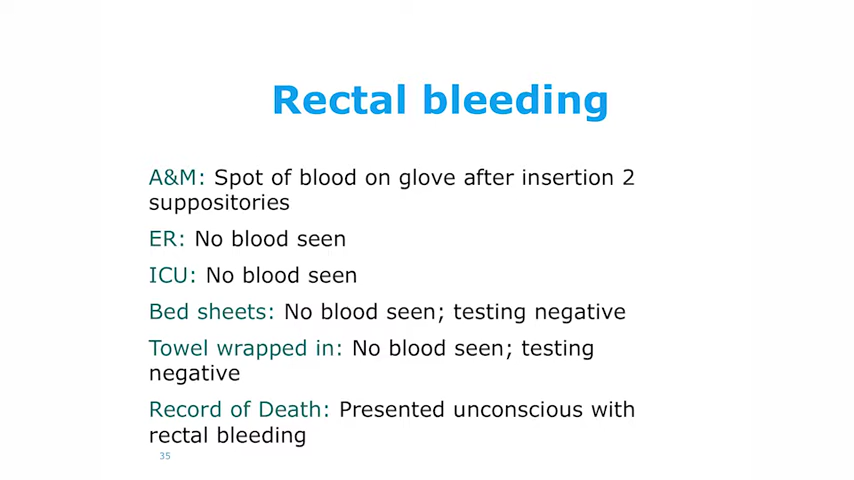 Rectal bleeding
A&M: Spot of blood on glove after insertion 2
suppositories
ER: No blood seen
ICU: No blood seen
Bed sheets: No blood seen; testing negative
Towel wrapped in: No blood seen; testing
negative
Record of Death: Presented unconscious with
rectal bleeding
35